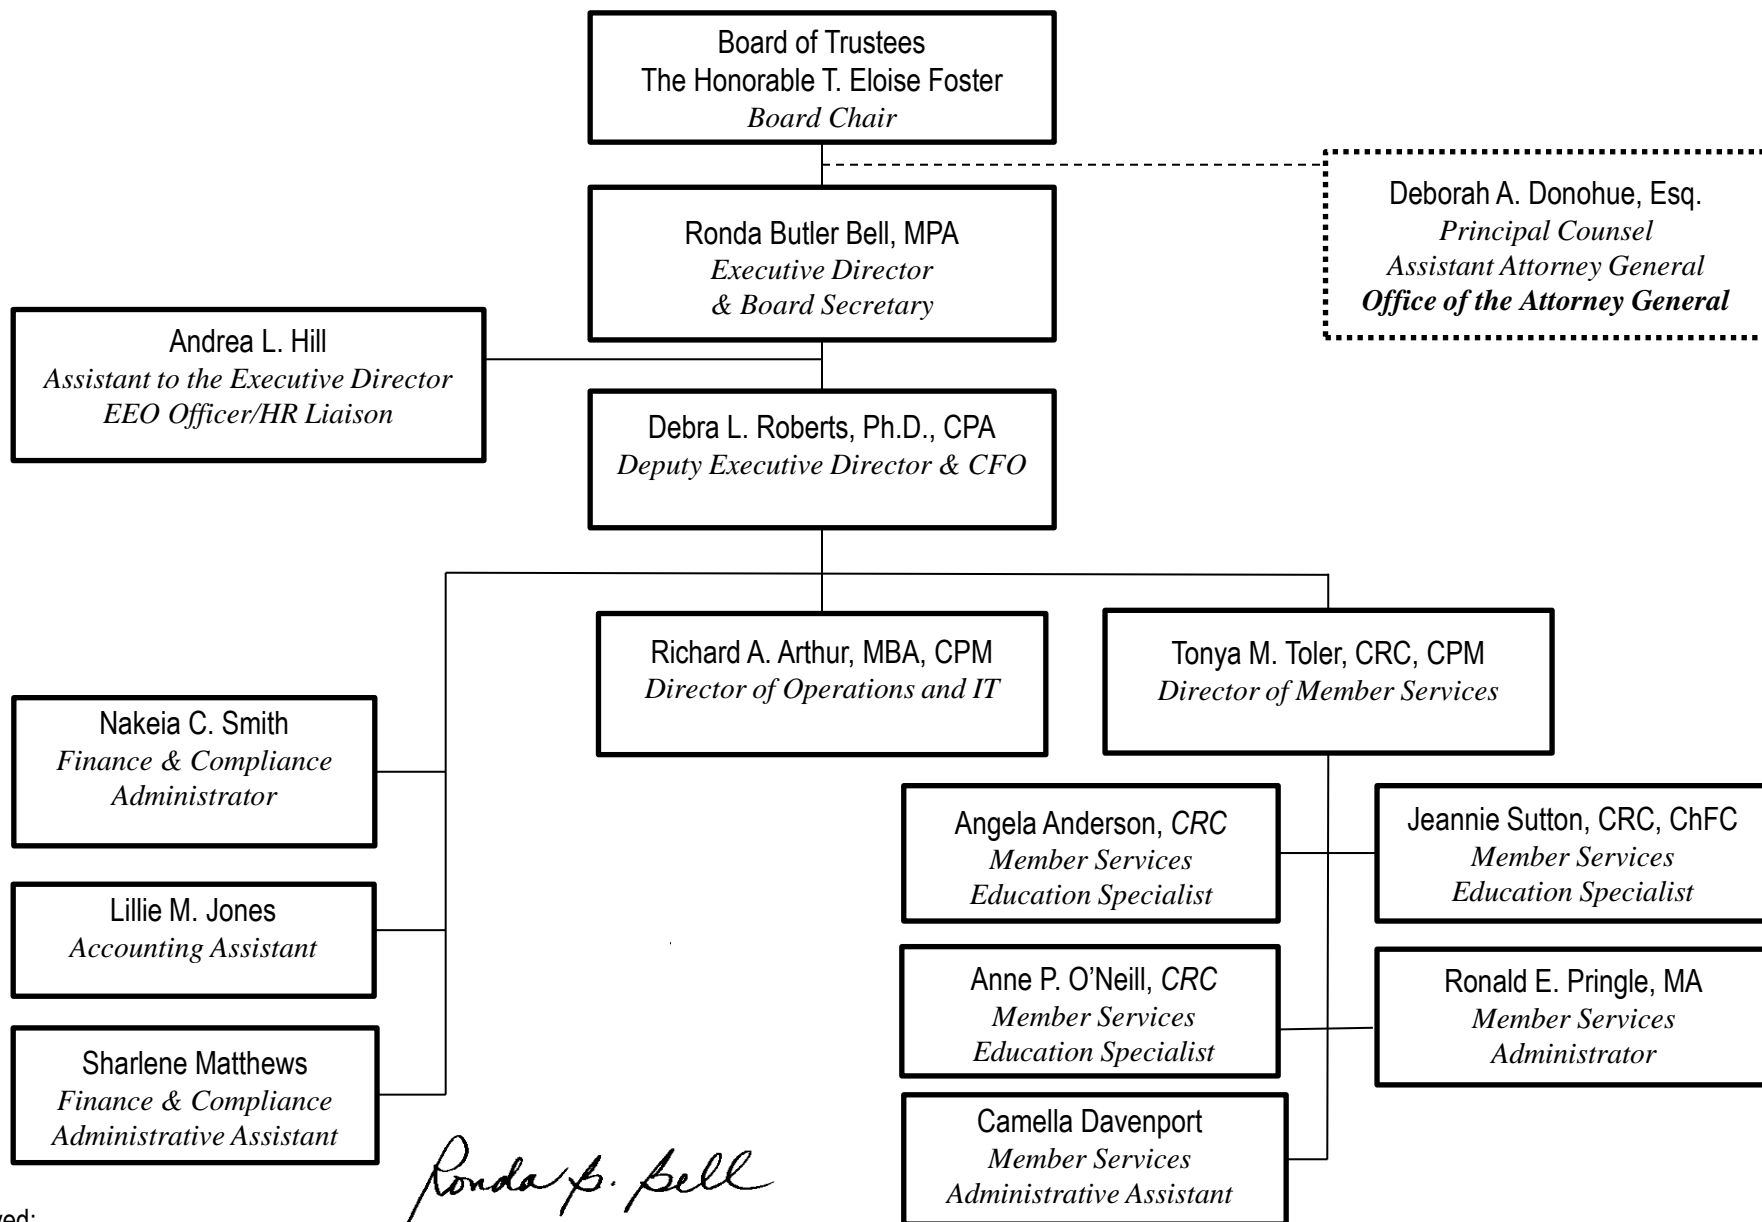 Board of Trustees
The Honorable T. Eloise Foster
Board Chair
Deborah A. Donohue, Esq.
Principal Counsel
Assistant Attorney General
Office of the Attorney General
Ronda Butler Bell, MPA
Executive Director
& Board Secretary
Andrea L. Hill
Assistant to the Executive Director
EEO Officer/HR Liaison
Debra L. Roberts, Ph.D., CPA
Deputy Executive Director & CFO
Richard A. Arthur, MBA, CPM
Director of Operations and IT
Tonya M. Toler, CRC, CPM
Director of Member Services
Nakeia C. Smith
Finance & Compliance
Administrator
Lillie M. Jones
Accounting Assistant
Sharlene Matthews
Finance & Compliance
Administrative Assistant
Angela Anderson, CRC
Member Services
Education Specialist
Jeannie Sutton, CRC, ChFC
Member Services
Education Specialist
Anne P. O’Neill, CRC
Member Services
Education Specialist
Ronald E. Pringle, MA
Member Services
Administrator
Camella Davenport
Member Services
Administrative Assistant
Ronda B. Bell